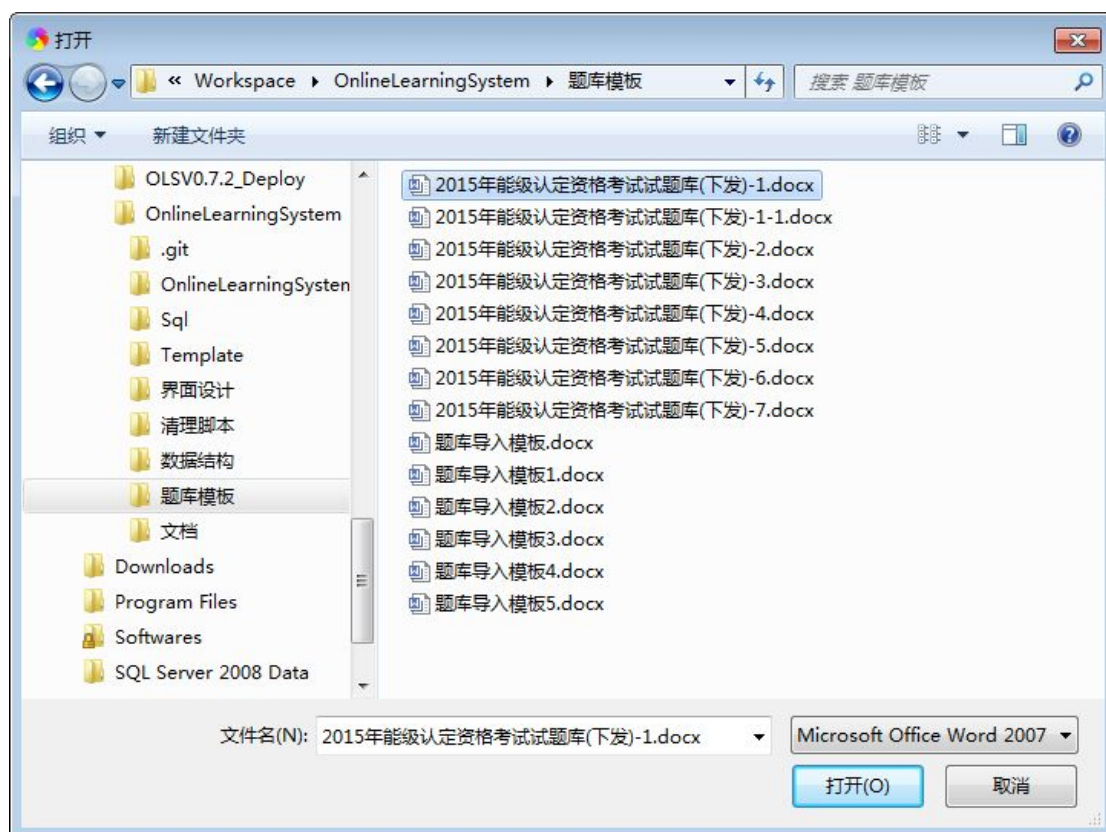 打开
« Workspace ▸ OnlineLearningSystem ▸ 题库模板
搜索 题库模板
组织
新建文件夹
OLSV0.7.2_Deploy
OnlineLearningSystem
.git
OnlineLearningSysten
Sql
Template
界面设计
清理脚本
数据结构
题库模板
文档
Downloads
Program Files
Softwares
SQL Server 2008 Data
2015年能级认定资格考试试题库(下发)-1.docx
2015年能级认定资格考试试题库(下发)-1-1.docx
2015年能级认定资格考试试题库(下发)-2.docx
2015年能级认定资格考试试题库(下发)-3.docx
2015年能级认定资格考试试题库(下发)-4.docx
2015年能级认定资格考试试题库(下发)-5.docx
2015年能级认定资格考试试题库(下发)-6.docx
2015年能级认定资格考试试题库(下发)-7.docx
题库导入模板.docx
题库导入模板1.docx
题库导入模板2.docx
题库导入模板3.docx
题库导入模板4.docx
题库导入模板5.docx
文件名(N): 2015年能级认定资格考试试题库(下发)-1.docx
Microsoft Office Word 2007
打开(O)
取消